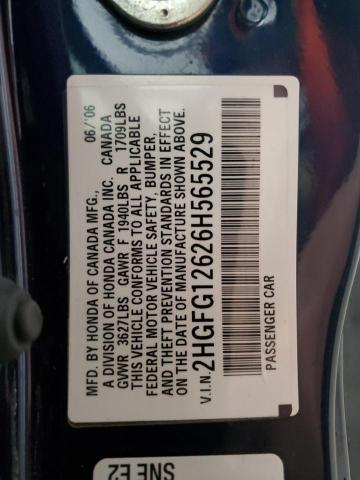 MFD. BY HONDA OF CANADA MFG., 06/'06
A DIVISION OF HONDA CANADA INC. CANADA
GVWR 3627LBS GAWR F 1940LBS R 1709LBS
THIS VEHICLE CONFORMS TO ALL APPLICABLE
FEDERAL MOTOR VEHICLE SAFETY, BUMPER,
AND THEFT PREVENTION STANDARDS IN EFFECT
ON THE DATE OF MANUFACTURE SHOWN ABOVE.
V.I.N. 2HGFG12626H565529
PASSENGER CAR
SNE E2